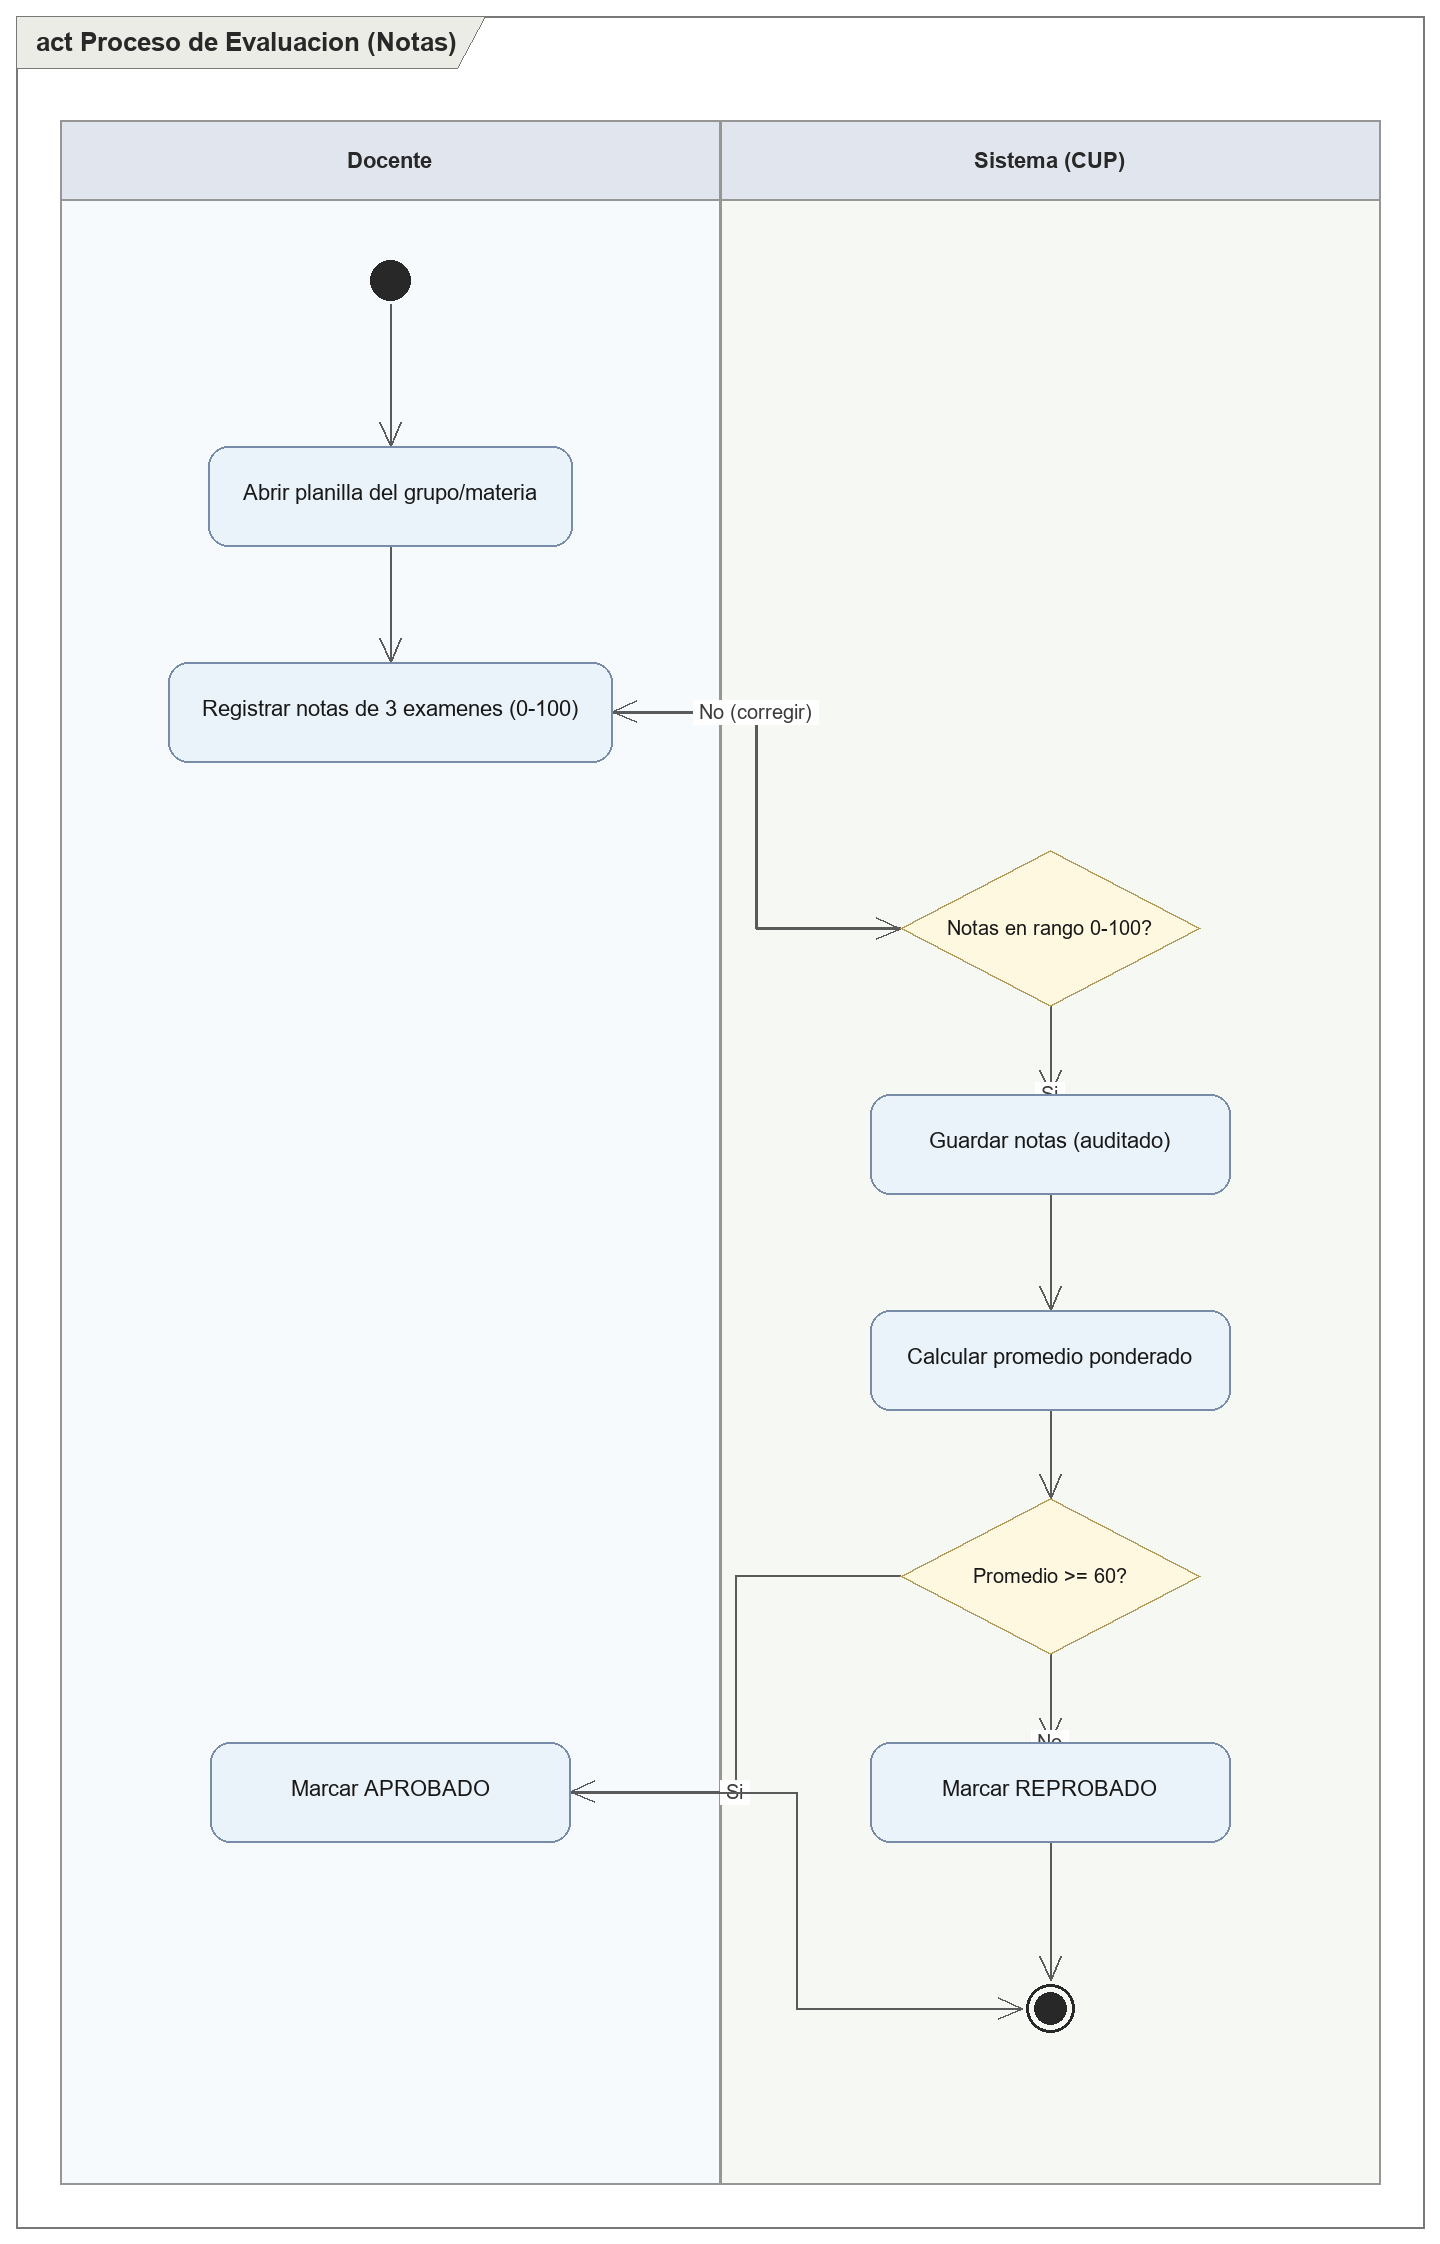 act Proceso de Evaluacion (Notas)
Docente
Sistema (CUP)
Abrir planilla del grupo/materia
Registrar notas de 3 examenes (0-100)
No (corregir)
Notas en rango 0-100?
Si
Guardar notas (auditado)
Calcular promedio ponderado
Promedio >= 60?
No
Marcar APROBADO
Si
Marcar REPROBADO